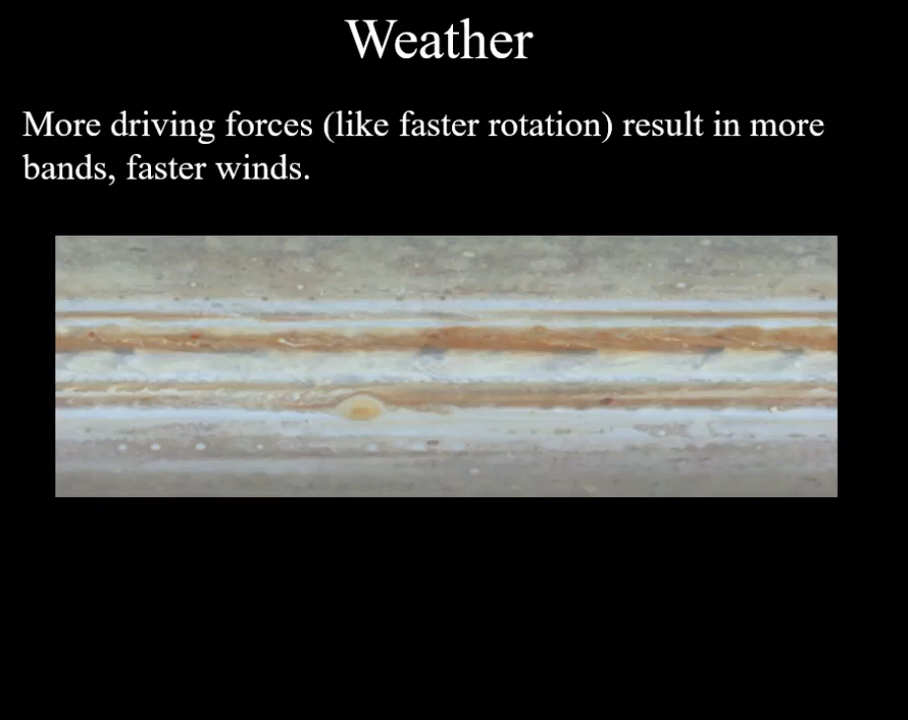 Weather
More driving forces (like faster rotation) result in more
bands, faster winds.